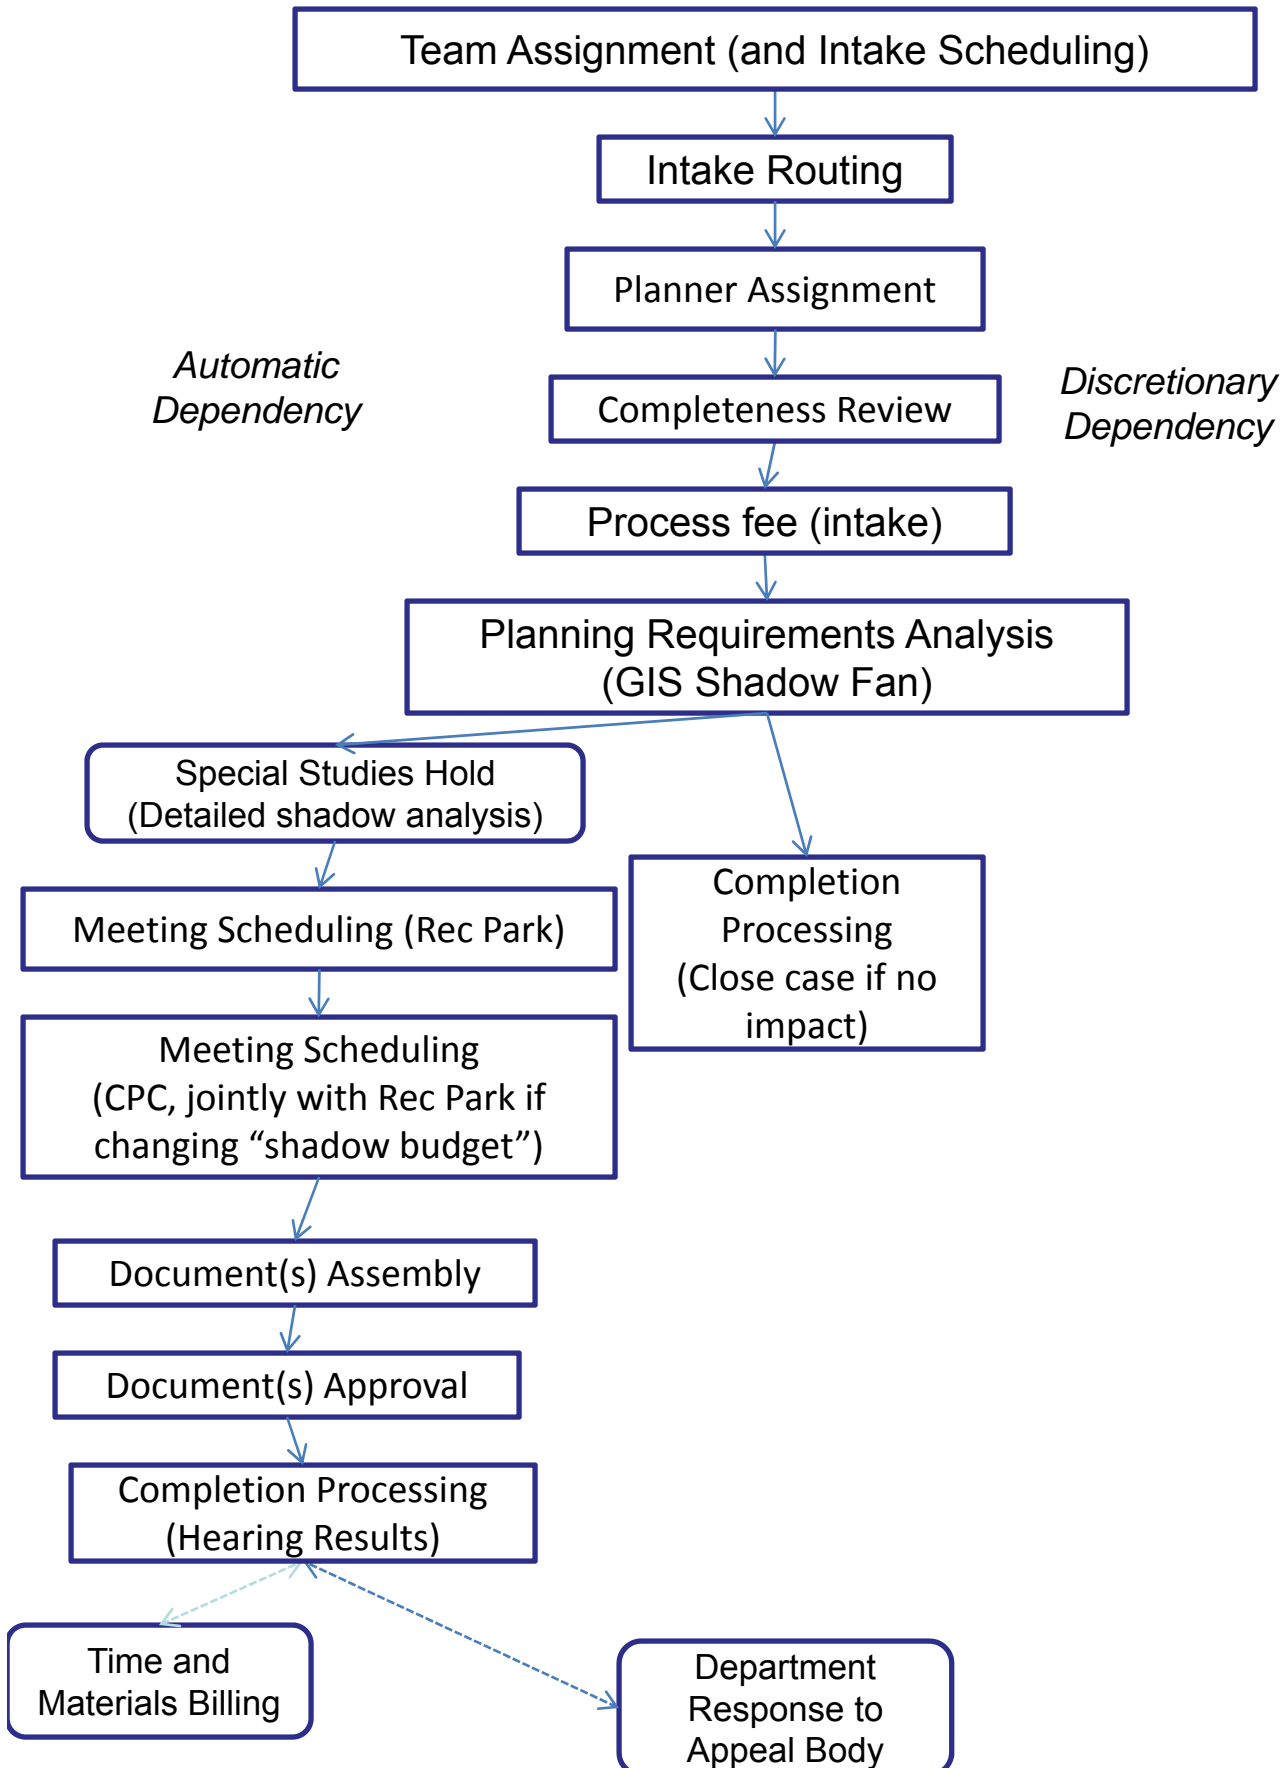 Team Assignment (and Intake Scheduling)
Intake Routing
Planner Assignment
Automatic
Dependency
Completeness Review
Discretionary
Dependency
Process fee (intake)
Planning Requirements Analysis
(GIS Shadow Fan)
Special Studies Hold
(Detailed shadow analysis)
Meeting Scheduling (Rec Park)
Completion
Processing
(Close case if no
impact)
Meeting Scheduling
(CPC, jointly with Rec Park if
changing “shadow budget”)
Document(s) Assembly
Document(s) Approval
Completion Processing
(Hearing Results)
Time and
Materials Billing
Department
Response to
Appeal Body